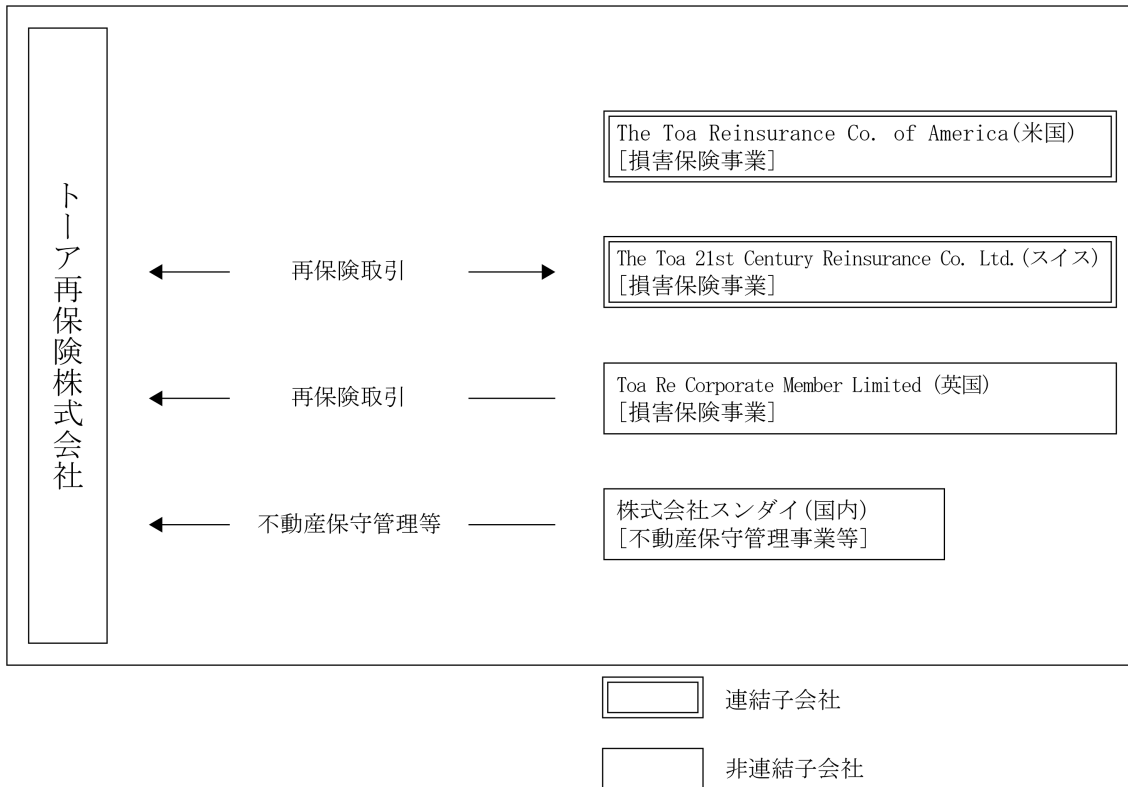 トーア再保険株式会社
The Toa Reinsurance Co. of America(米国)
[損害保険事業]
再保険取引
The Toa 21st Century Reinsurance Co. Ltd.(スイス)
[損害保険事業]
再保険取引
Toa Re Corporate Member Limited (英国)
[損害保険事業]
不動産保守管理等
株式会社スンダイ(国内)
[不動産保守管理事業等]
連結子会社
非連結子会社